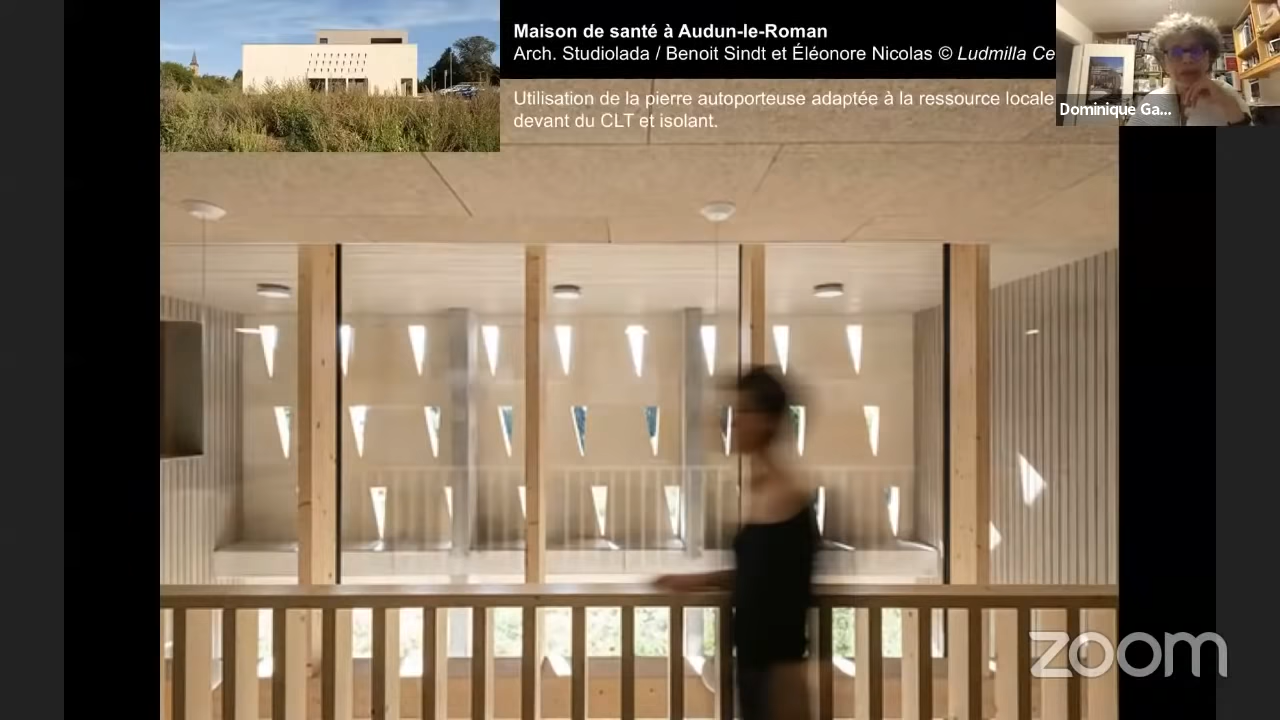 Maison de santé à Audun-le-Roman
Arch. Studiolada / Benoit Sindt et Éléonore Nicolas © Ludmilla Ce
Utilisation de la pierre autoporteuse adaptée à la ressource locale
devant du CLT et isolant.
Dominique Ga...
zoom